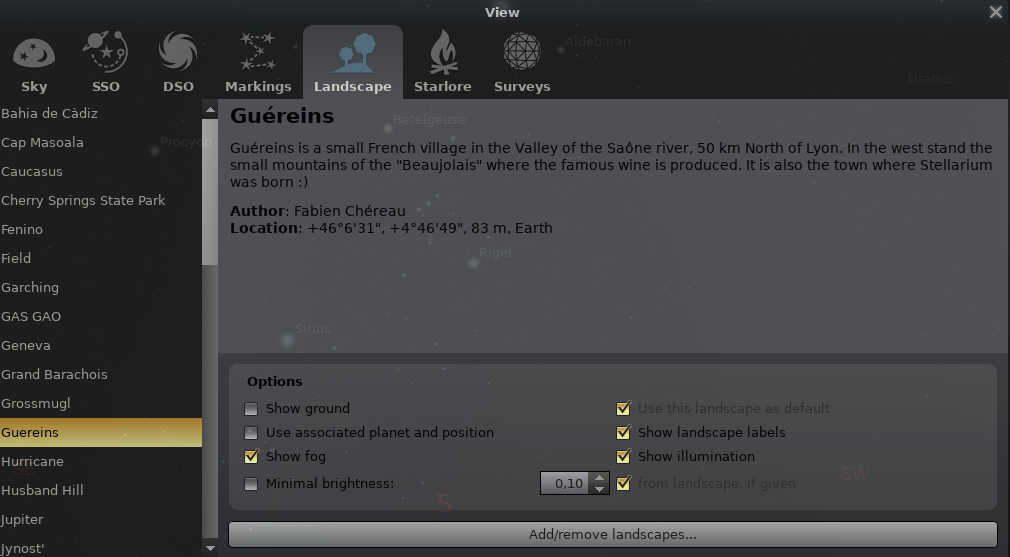 View
Sky
SSO
DSO
Markings
Landscape
Starlore
Surveys
Aldebaran
Uranus
Bahia de Càdiz
Cap Masoala
Caucasus
Cherry Springs State Park
Fenino
Field
Garching
GAS GAO
Geneva
Grand Barachois
Grossmugl
Guereins
Hurricane
Husband Hill
Jupiter
Jynost'
Procyon
SE
Guéreins
Betelgeuse
Guéreins is a small French village in the Valley of the Saône river, 50 km North of Lyon. In the west stand the
small mountains of the "Beaujolais" where the famous wine is produced. It is also the town where Stellarium
was born :)
Author: Fabien Chéreau
Location: +46°6'31", +4°46'49", 83 m, Earth
Rigel
Sirius
Options
Show ground
Use associated planet and position
Show fog
Minimal brightness:
0,10
Use this landscape as default
Show landscape labels
Show illumination
from landscape, if given
S
SW
Add/remove landscapes...